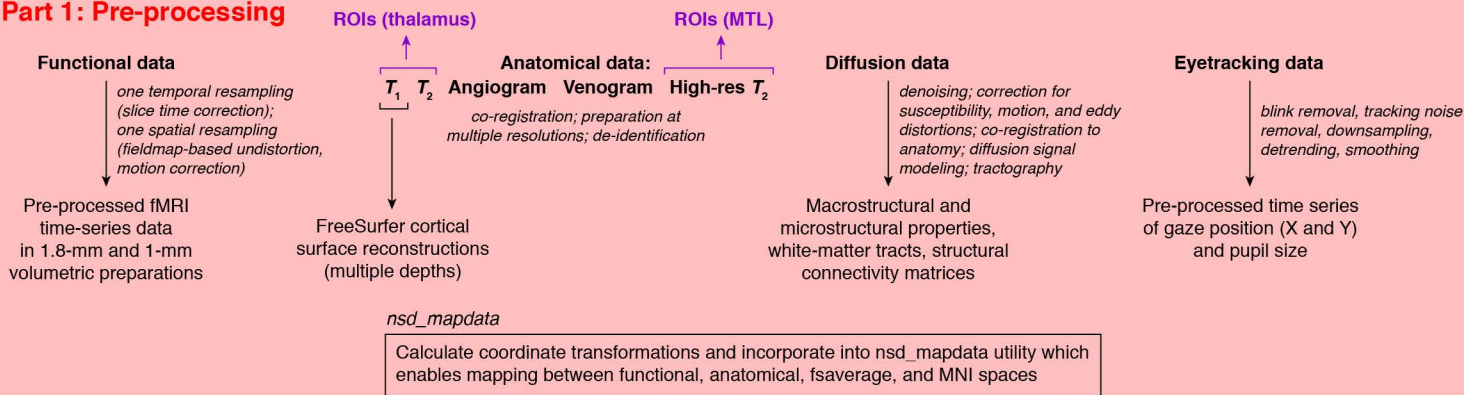 Part 1: Pre-processing
ROIs (thalamus)
ROIs (MTL)
Functional data
one temporal resampling
(slice time correction);
one spatial resampling
(fieldmap-based undistortion,
motion correction)
Pre-processed fMRI
time-series data
in 1.8-mm and 1-mm
volumetric preparations
Anatomical data:
T1 T2 Angiogram Venogram High-res T2
co-registration; preparation at
multiple resolutions; de-identification
FreeSurfer cortical
surface reconstructions
(multiple depths)
Diffusion data
denoising; correction for
susceptibility, motion, and eddy
distortions; co-registration to
anatomy; diffusion signal
modeling; tractography
Macrostructural and
microstructural properties,
white-matter tracts, structural
connectivity matrices
Eyetracking data
blink removal, tracking noise
removal, downsampling,
detrending, smoothing
Pre-processed time series
of gaze position (X and Y)
and pupil size
nsd_mapdata
Calculate coordinate transformations and incorporate into nsd_mapdata utility which
enables mapping between functional, anatomical, fsaverage, and MNI spaces